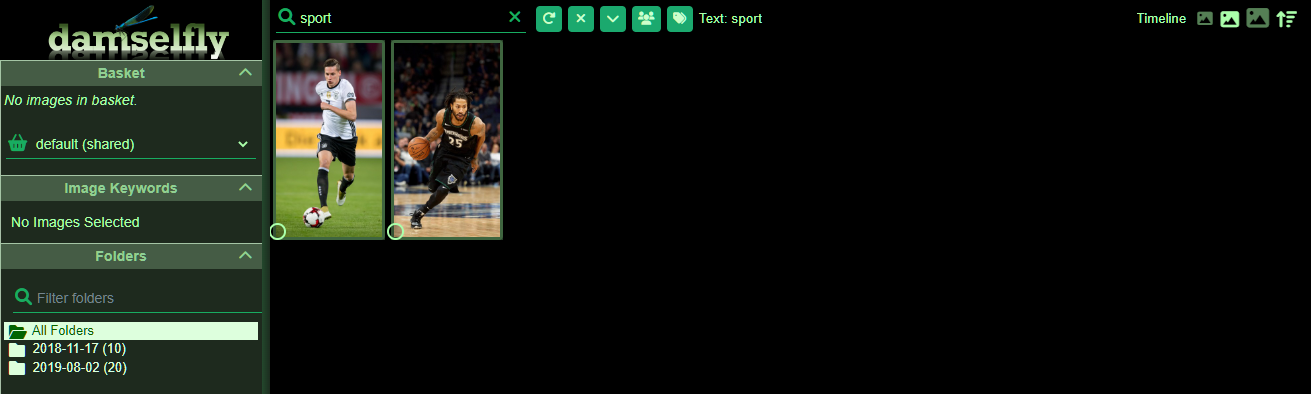 damselfly
sport
Text: sport
Timeline
Basket
No images in basket.
default (shared)
Image Keywords
No Images Selected
Folders
Filter folders
All Folders
2018-11-17 (10)
2019-08-02 (20)
25